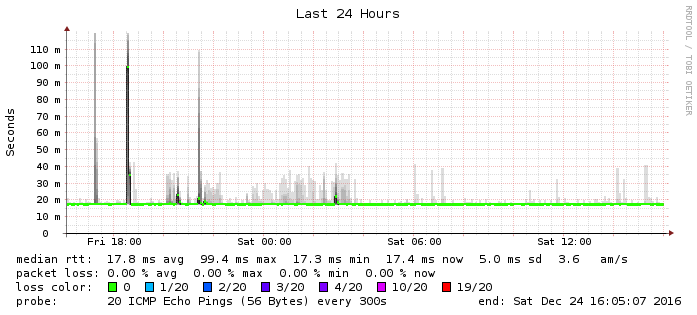 Last 24 Hours
RRDTOOL / TOBI OETIKER
Seconds
110 m
100 m
90 m
80 m
70 m
60 m
50 m
40 m
30 m
20 m
10 m
0
Fri 18:00 Sat 00:00 Sat 06:00 Sat 12:00
median rtt: 17.8 ms avg 99.4 ms max 17.3 ms min 17.4 ms now 5.0 ms sd 3.6 am/s
packet loss: 0.00 % avg 0.00 % max 0.00 % min 0.00 % now
loss color: 0 1/20 2/20 3/20 4/20 10/20 19/20
probe: 20 ICMP Echo Pings (56 Bytes) every 300s end: Sat Dec 24 16:05:07 2016